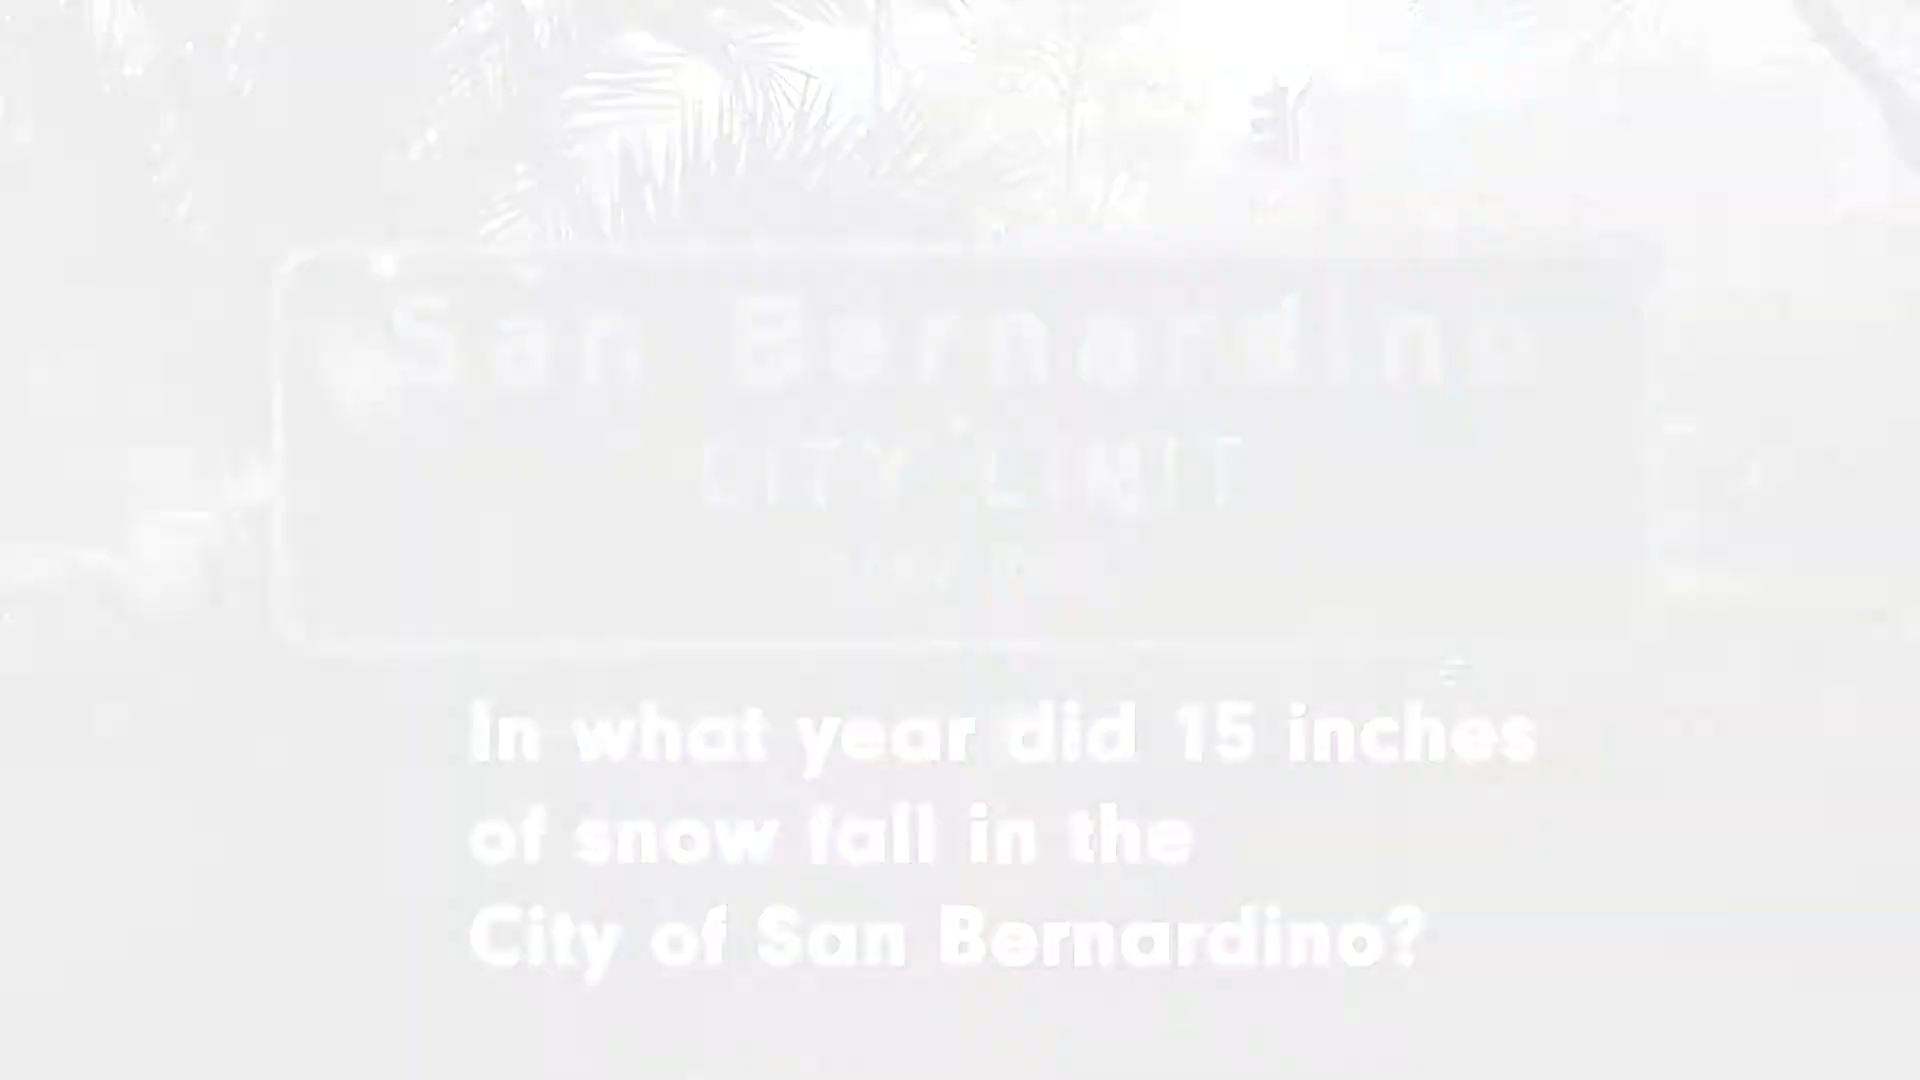 San Bernardino
CITY LIMIT
In what year did 15 inches
of snow fall in the
City of San Bernardino?